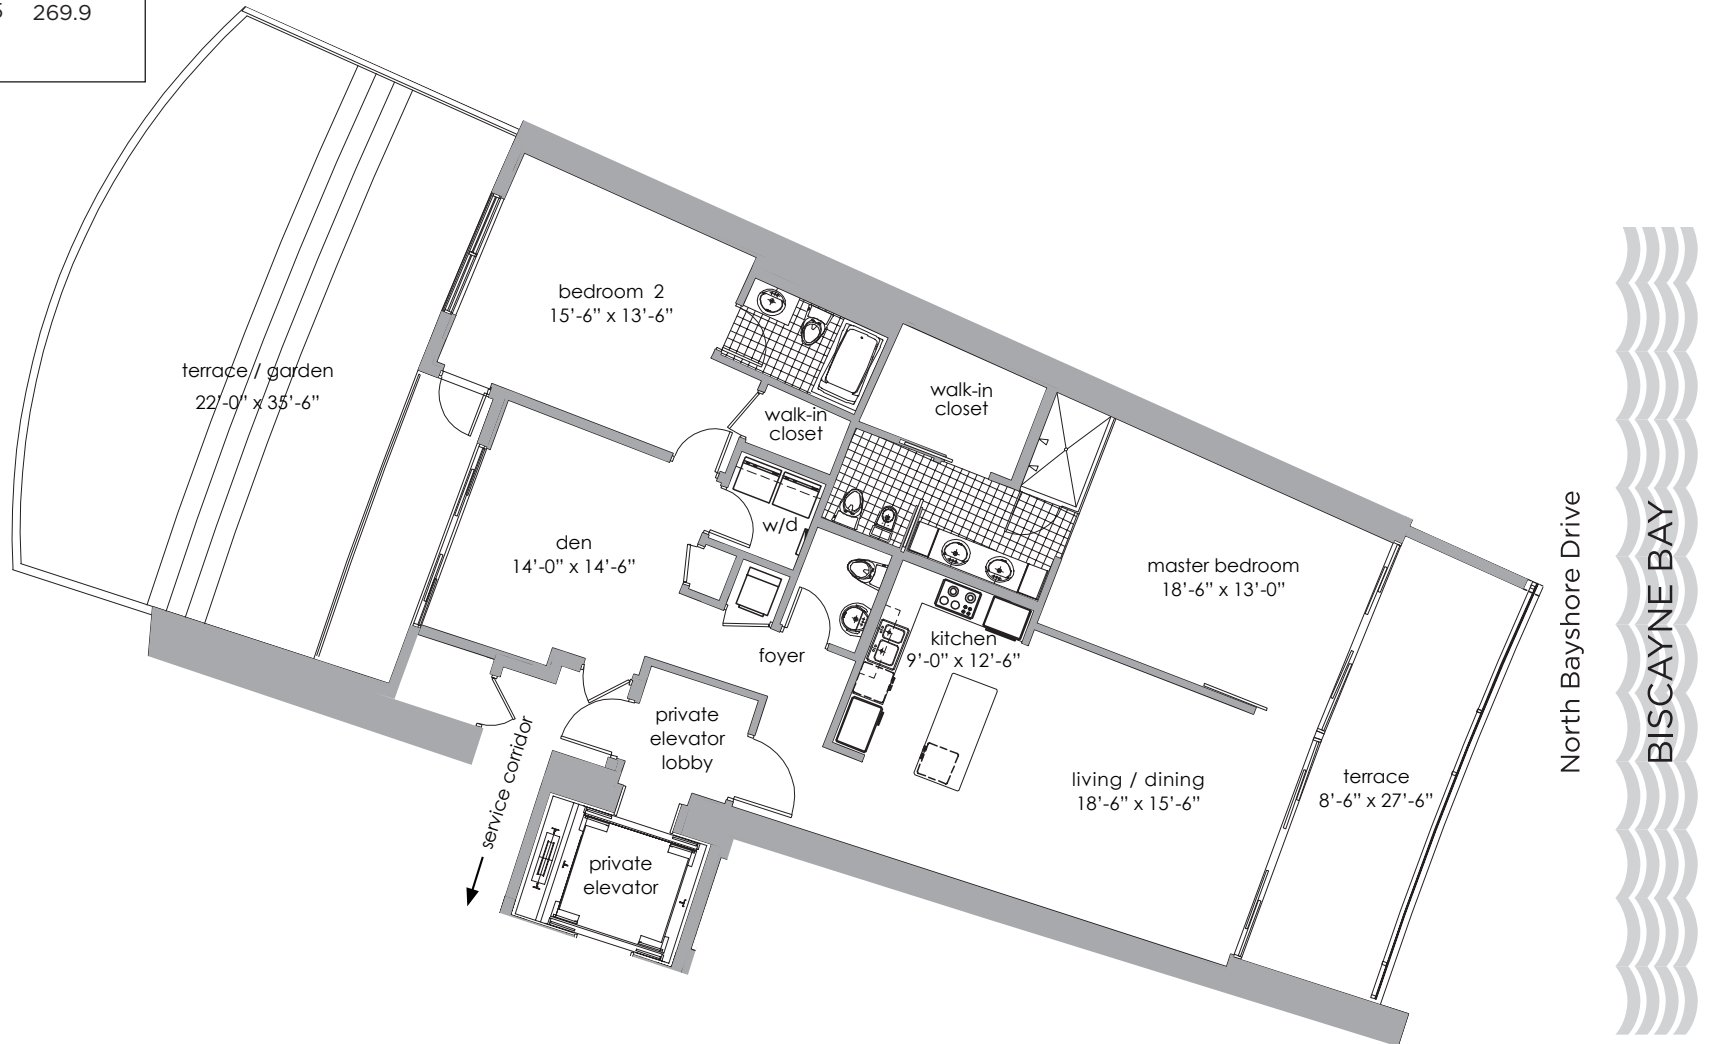 269.9
bedroom 2
15’-6” x 13’-6”
terrace / garden
22’-0” x 35’-6”
walk-in
closet
walk-in
closet
w/d
den
14’-0” x 14’-6”
master bedroom
18’-6” x 13’-0”
kitchen
9’-0” x 12’-6”
foyer
private
elevator
lobby
service corridor
living / dining
18’-6” x 15’-6”
terrace
8’-6” x 27’-6”
private
elevator
North Bayshore Drive
BISCAYNE BAY